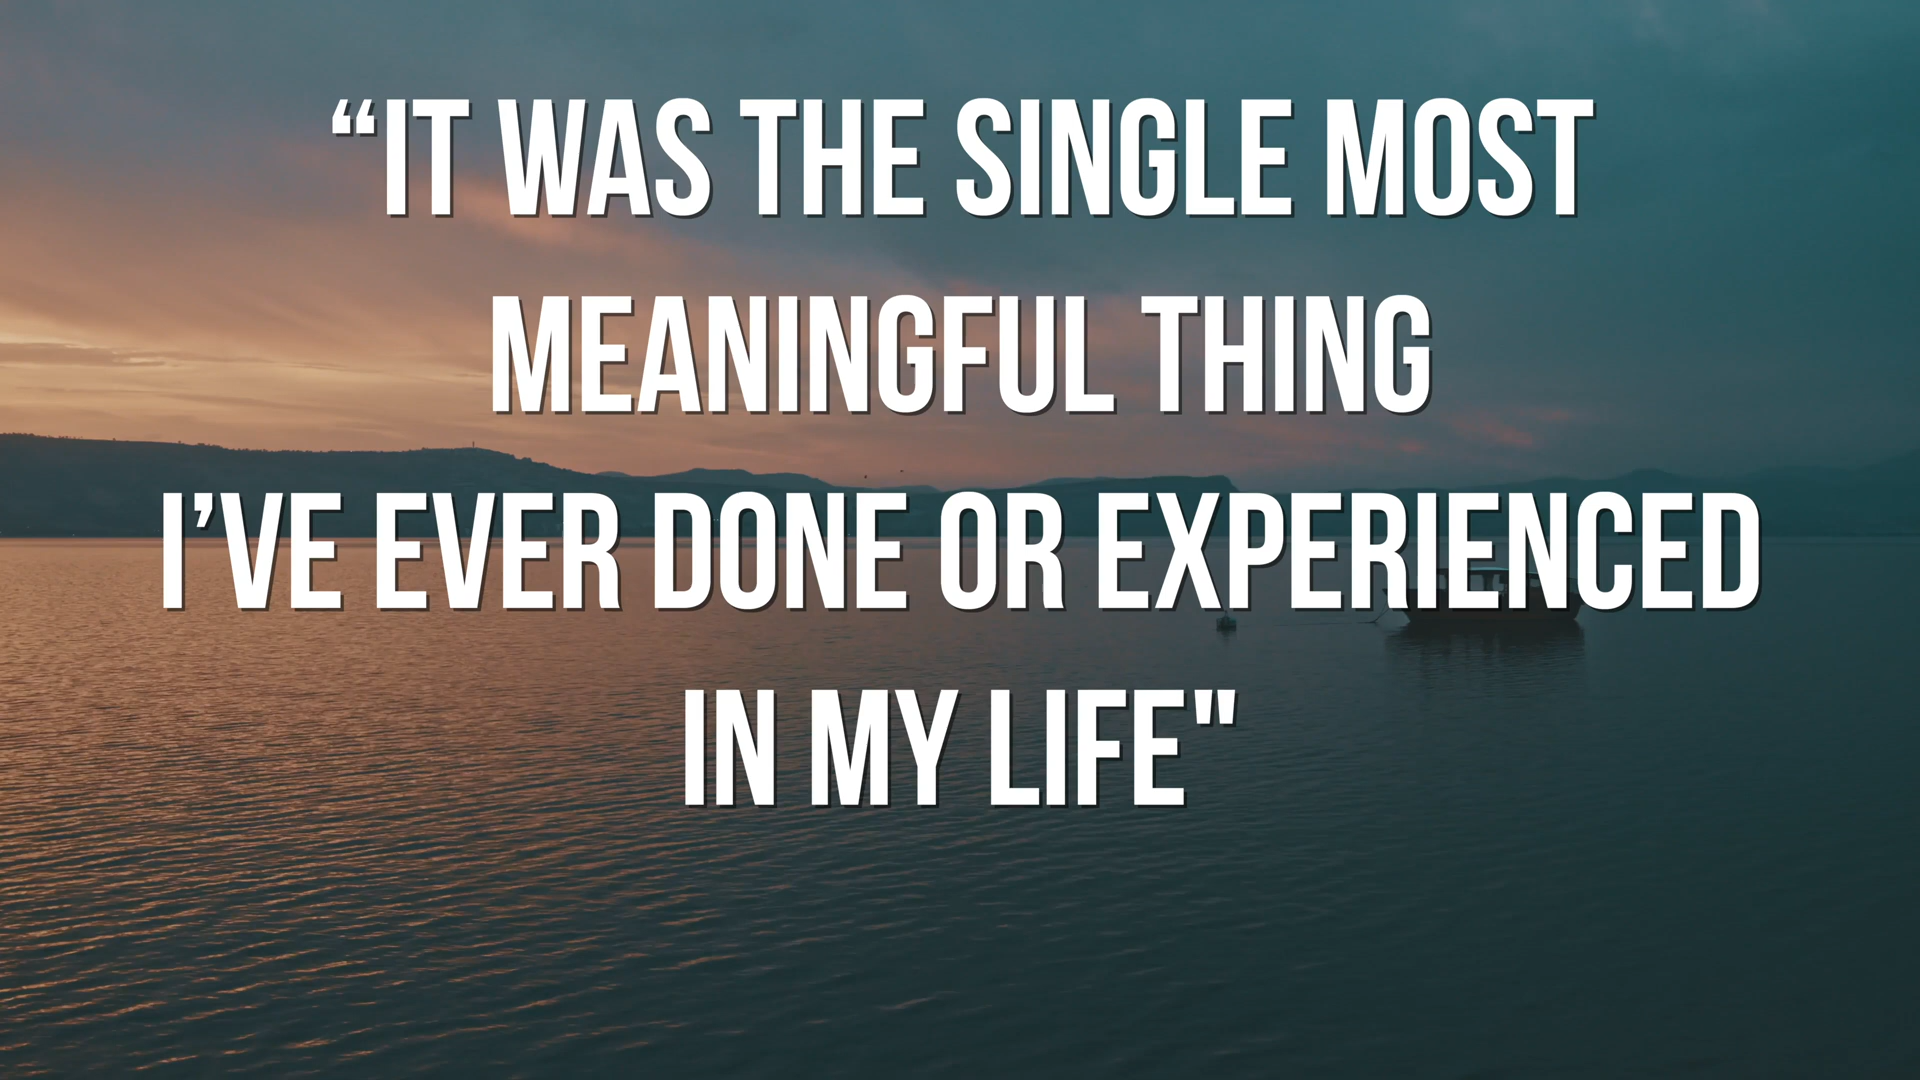 “IT WAS THE SINGLE MOST
MEANINGFUL THING
I’VE EVER DONE OR EXPERIENCED
IN MY LIFE"